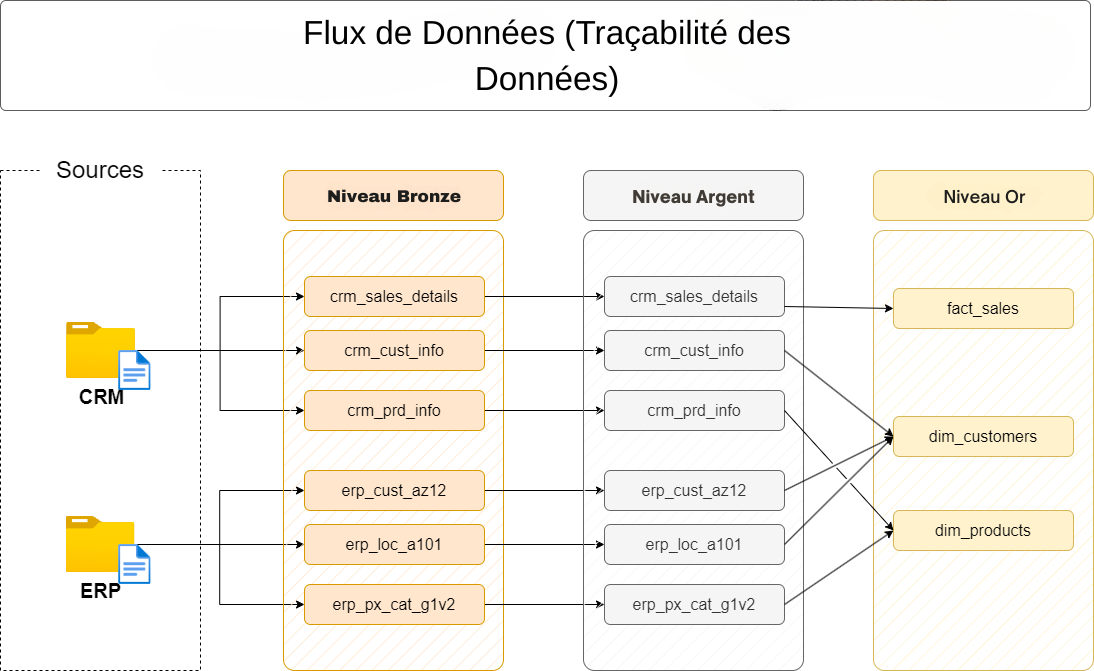 Flux de Données (Traçabilité des
Données)
Sources
Niveau Bronze
Niveau Argent
Niveau Or
crm_sales_details
crm_sales_details
fact_sales
crm_cust_info
crm_cust_info
CRM
crm_prd_info
crm_prd_info
dim_customers
erp_cust_az12
erp_cust_az12
dim_products
erp_loc_a101
erp_loc_a101
ERP
erp_px_cat_g1v2
erp_px_cat_g1v2